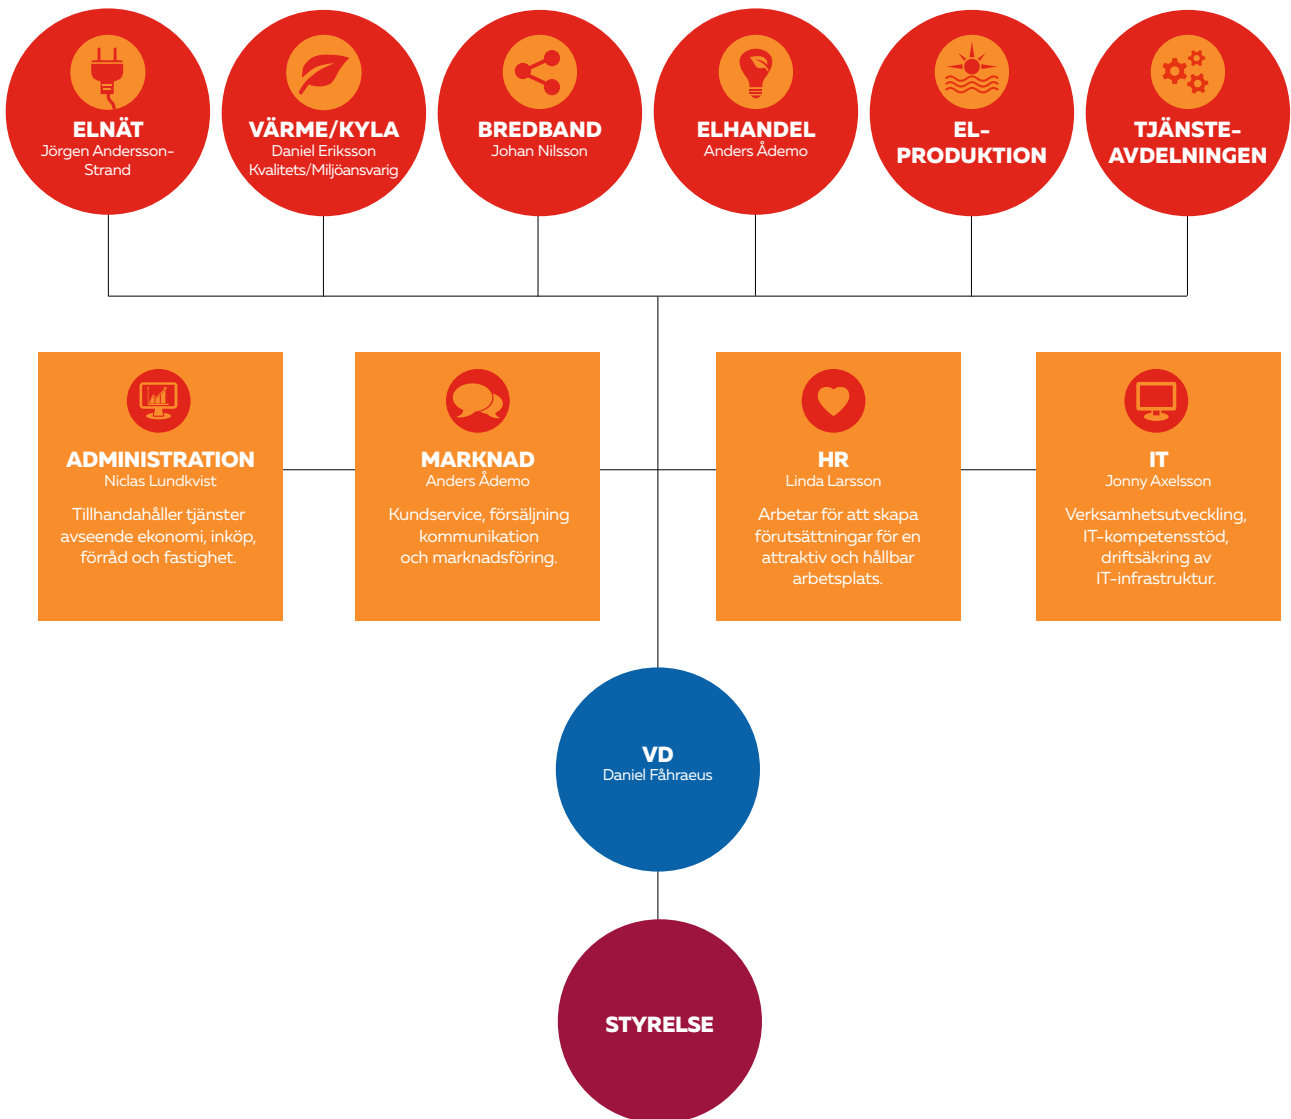 ELNÄT
Jörgen Andersson-
Strand
VÄRME/KYLA
Daniel Eriksson
Kvalitets/Miljöansvarig
BREDBAND
Johan Nilsson
ELHANDEL
Anders Ådemo
EL-
PRODUKTION
TJÄNSTE-
AVDELNINGEN
ADMINISTRATION
Niclas Lundkvist
Tillhandahåller tjänster
avseende ekonomi, inköp,
förråd och fastighet.
MARKNAD
Anders Ådemo
Kundservice, försäljning
kommunikation
och marknadsföring.
HR
Linda Larsson
Arbetar för att skapa
förutsättningar för en
attraktiv och hållbar
arbetsplats.
IT
Jonny Axelsson
Verksamhetsutveckling,
IT-kompetensstöd,
driftsäkring av
IT-infrastruktur.
VD
Daniel Fåhraeus
STYRELSE